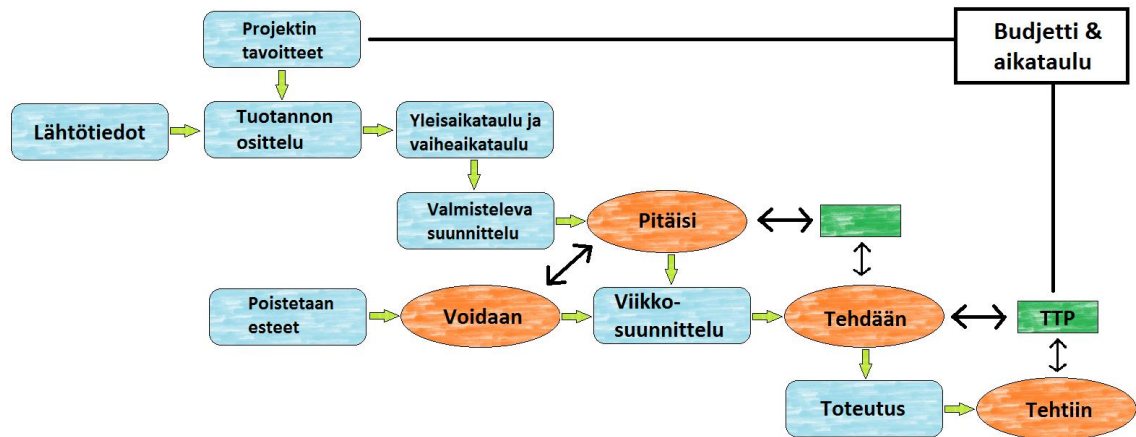 Projektin
tavoitteet
Budjetti &
aikataulu
Lähtötiedot
Tuotannon
osittelu
Yleisaikataulu ja
vaiheaikataulu
Valmisteleva
suunnittelu
Pitäisi
Poistetaan
esteet
Voidaan
Viikko-
suunnittelu
Tehdään
TTP
Toteutus
Tehtiin